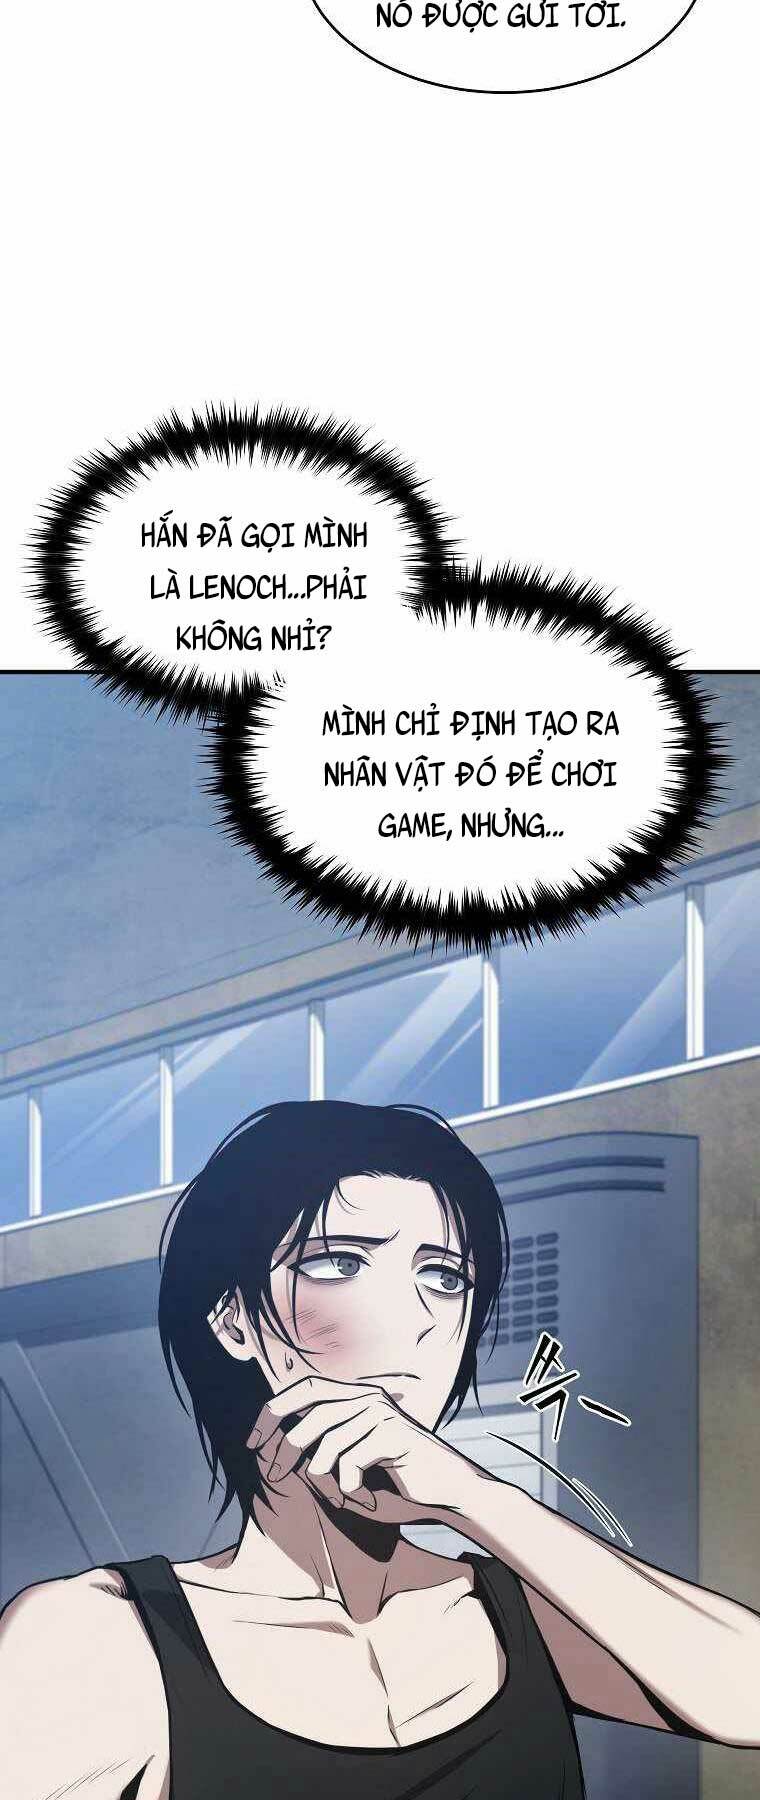 NÓ ĐƯỢC GỬI TỚI.
HẮN ĐÃ GỌI MÌNH
LÀ LENOCH...PHẢI
KHÔNG NHỈ?
MÌNH CHỈ ĐỊNH TẠO RA
NHÂN VẬT ĐÓ ĐỂ CHƠI
GAME, NHƯNG...